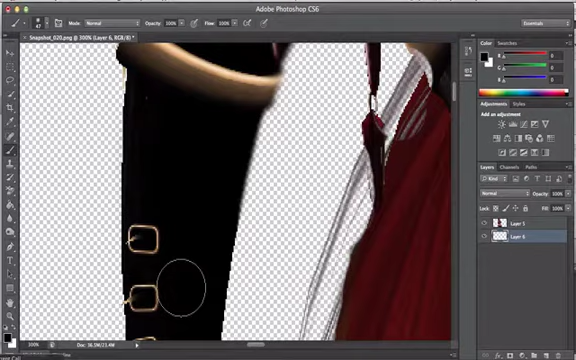 Adobe Photoshop CS6
Mode: Normal
Opacity: 100%
Flow: 100%
Essentials
Snapshot_020.png @ 300% (Layer 6, RGB/8) *
Color Swatches
R
G
B
Adjustments Styles
Add an adjustment
Layers Channels Paths
Kind
Normal
Opacity: 100%
Lock:
Fill: 100%
Layer 5
Layer 6
300%